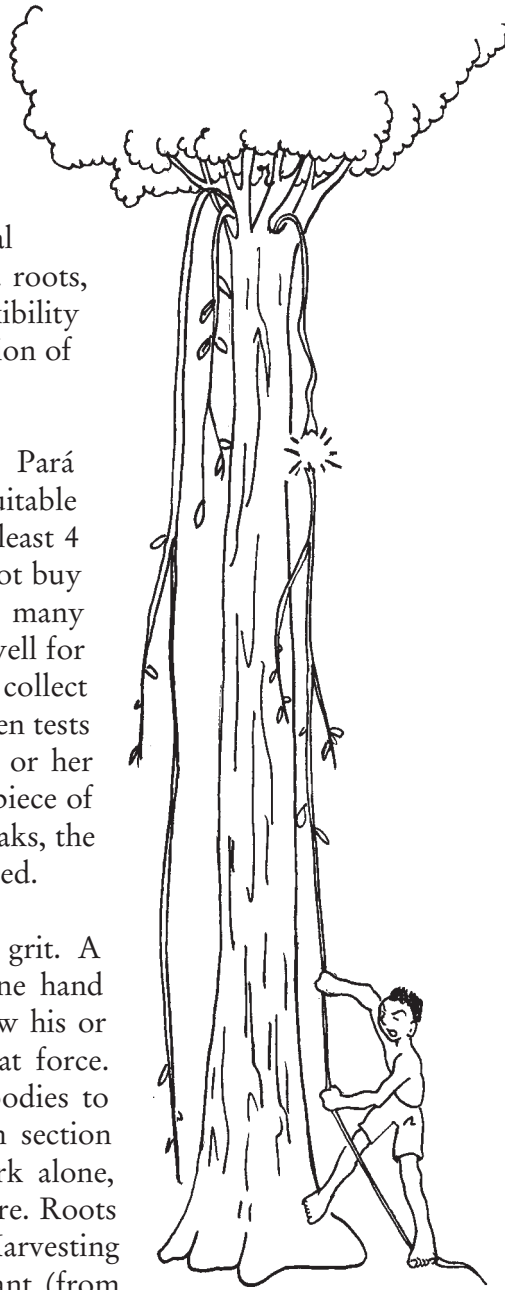 al
roots,
xibility
ion of
Pará
uitable
least 4
ot buy
many
vell for
collect
en tests
or her
piece of
aks, the
ed.
grit. A
ne hand
w his or
at force.
odies to
n section
rk alone,
re. Roots
Harvesting
ant (from